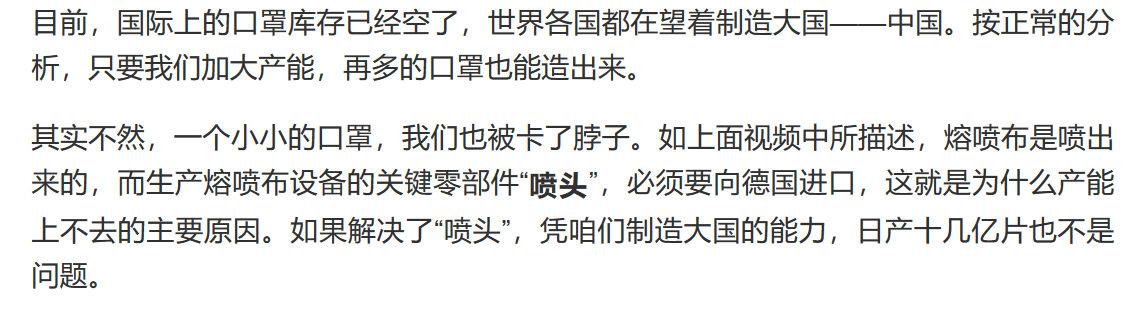 目前，国际上的口罩库存已经空了，世界各国都在望着制造大国——中国。按正常的分
析，只要我们加大产能，再多的口罩也能造出来。
其实不然，一个小小的口罩，我们也被卡了脖子。如上面视频中所描述，熔喷布是喷出
来的，而生产熔喷布设备的关键零部件“喷头”，必须要向德国进口，这就是为什么产能
上不去的主要原因。如果解决了“喷头”，凭咱们制造大国的能力，日产十几亿片也不是
问题。